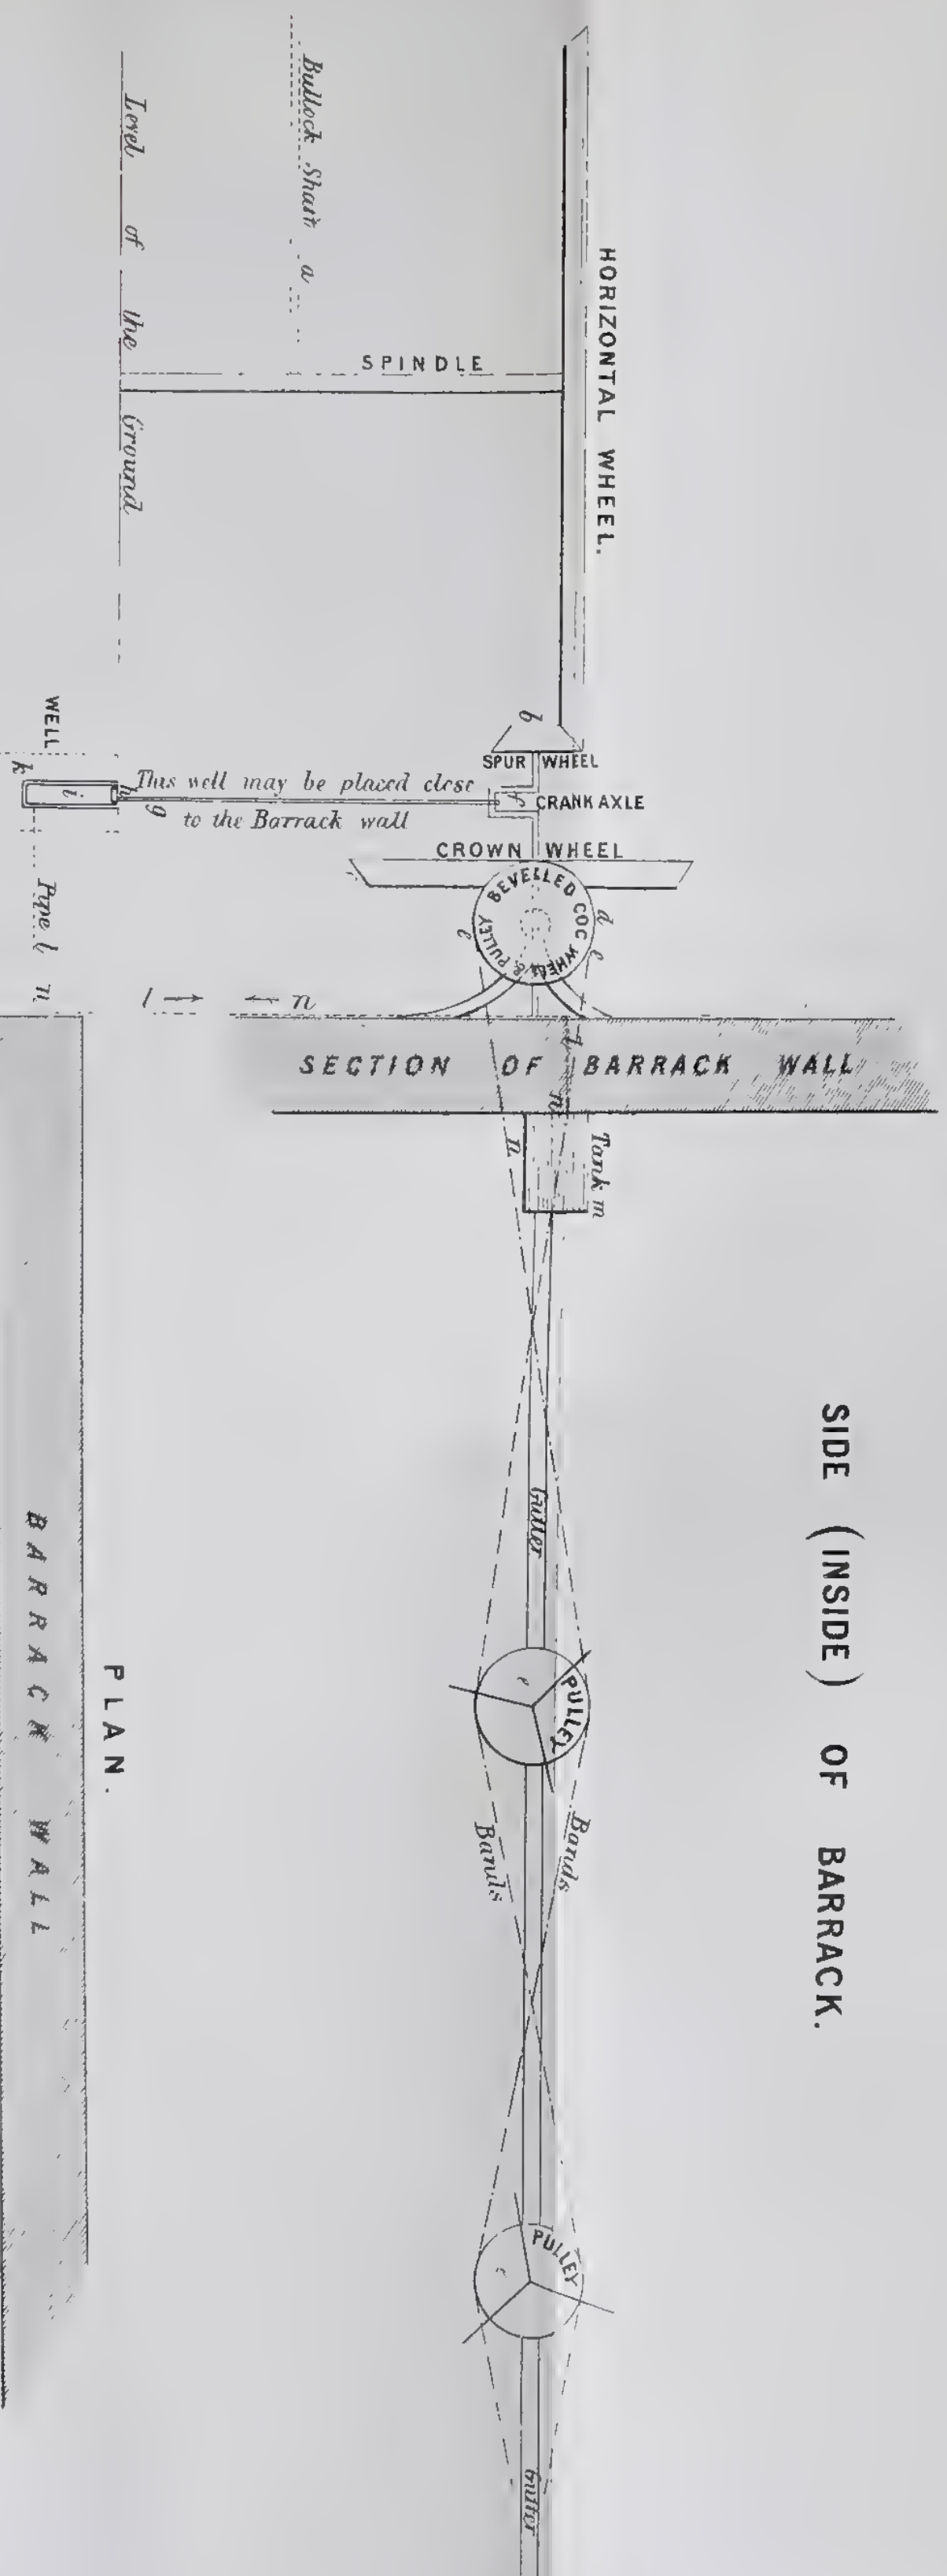 HORIZONTAL WHEEL.
SPINDLE
Bullock Shaft a
Level of the Ground
b
SPUR WHEEL
f
CRANK AXLE
This well may be placed close
to the Barrack wall
g
h
i
k
WELL
CROWN WHEEL
BEVELLED COG WHEEL & PULLEY
d
e
e
Pipe l n
l
n
SECTION OF BARRACK WALL
l
n
n
Tank m
SIDE (INSIDE) OF BARRACK.
Gutter
PULLEY
e
Bands
Bands
PULLEY
Gutter
PLAN.
BARRACK WALL